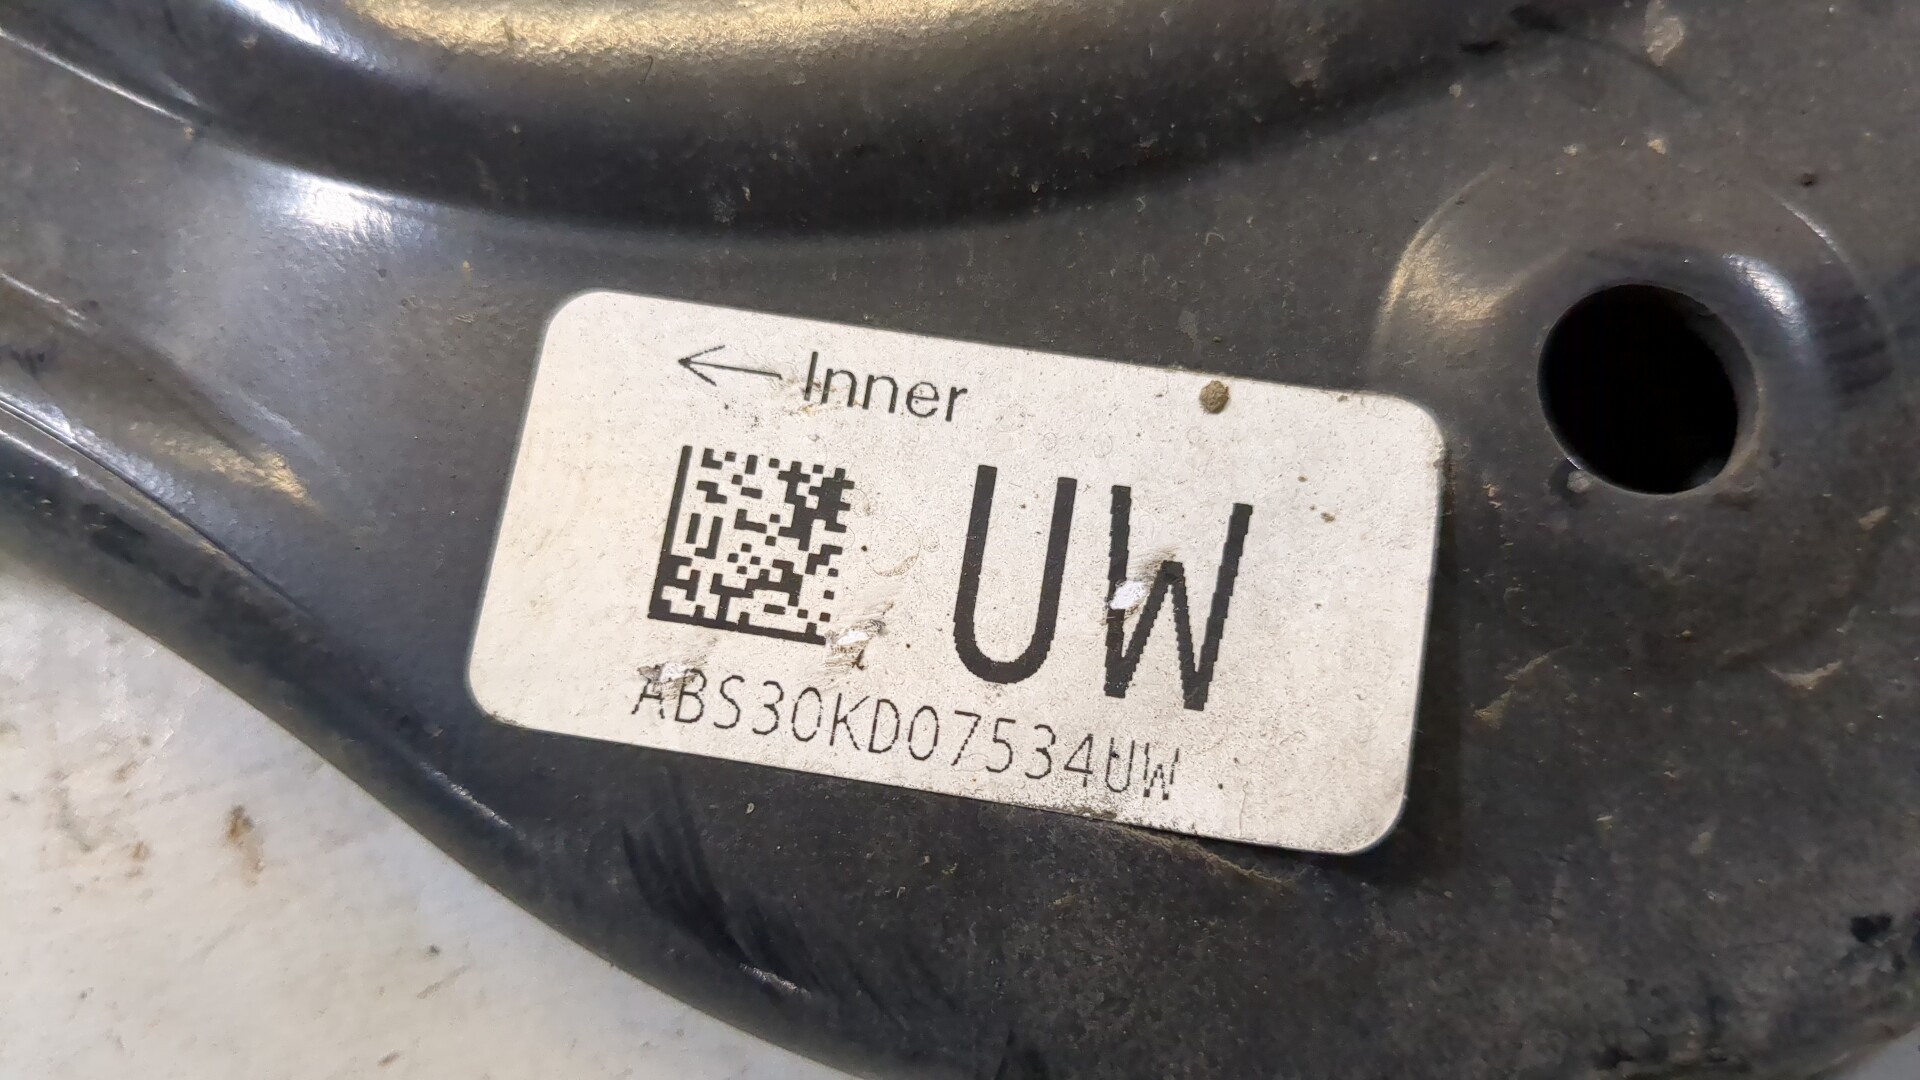 ← Inner
UW
ABS30KD07534UW